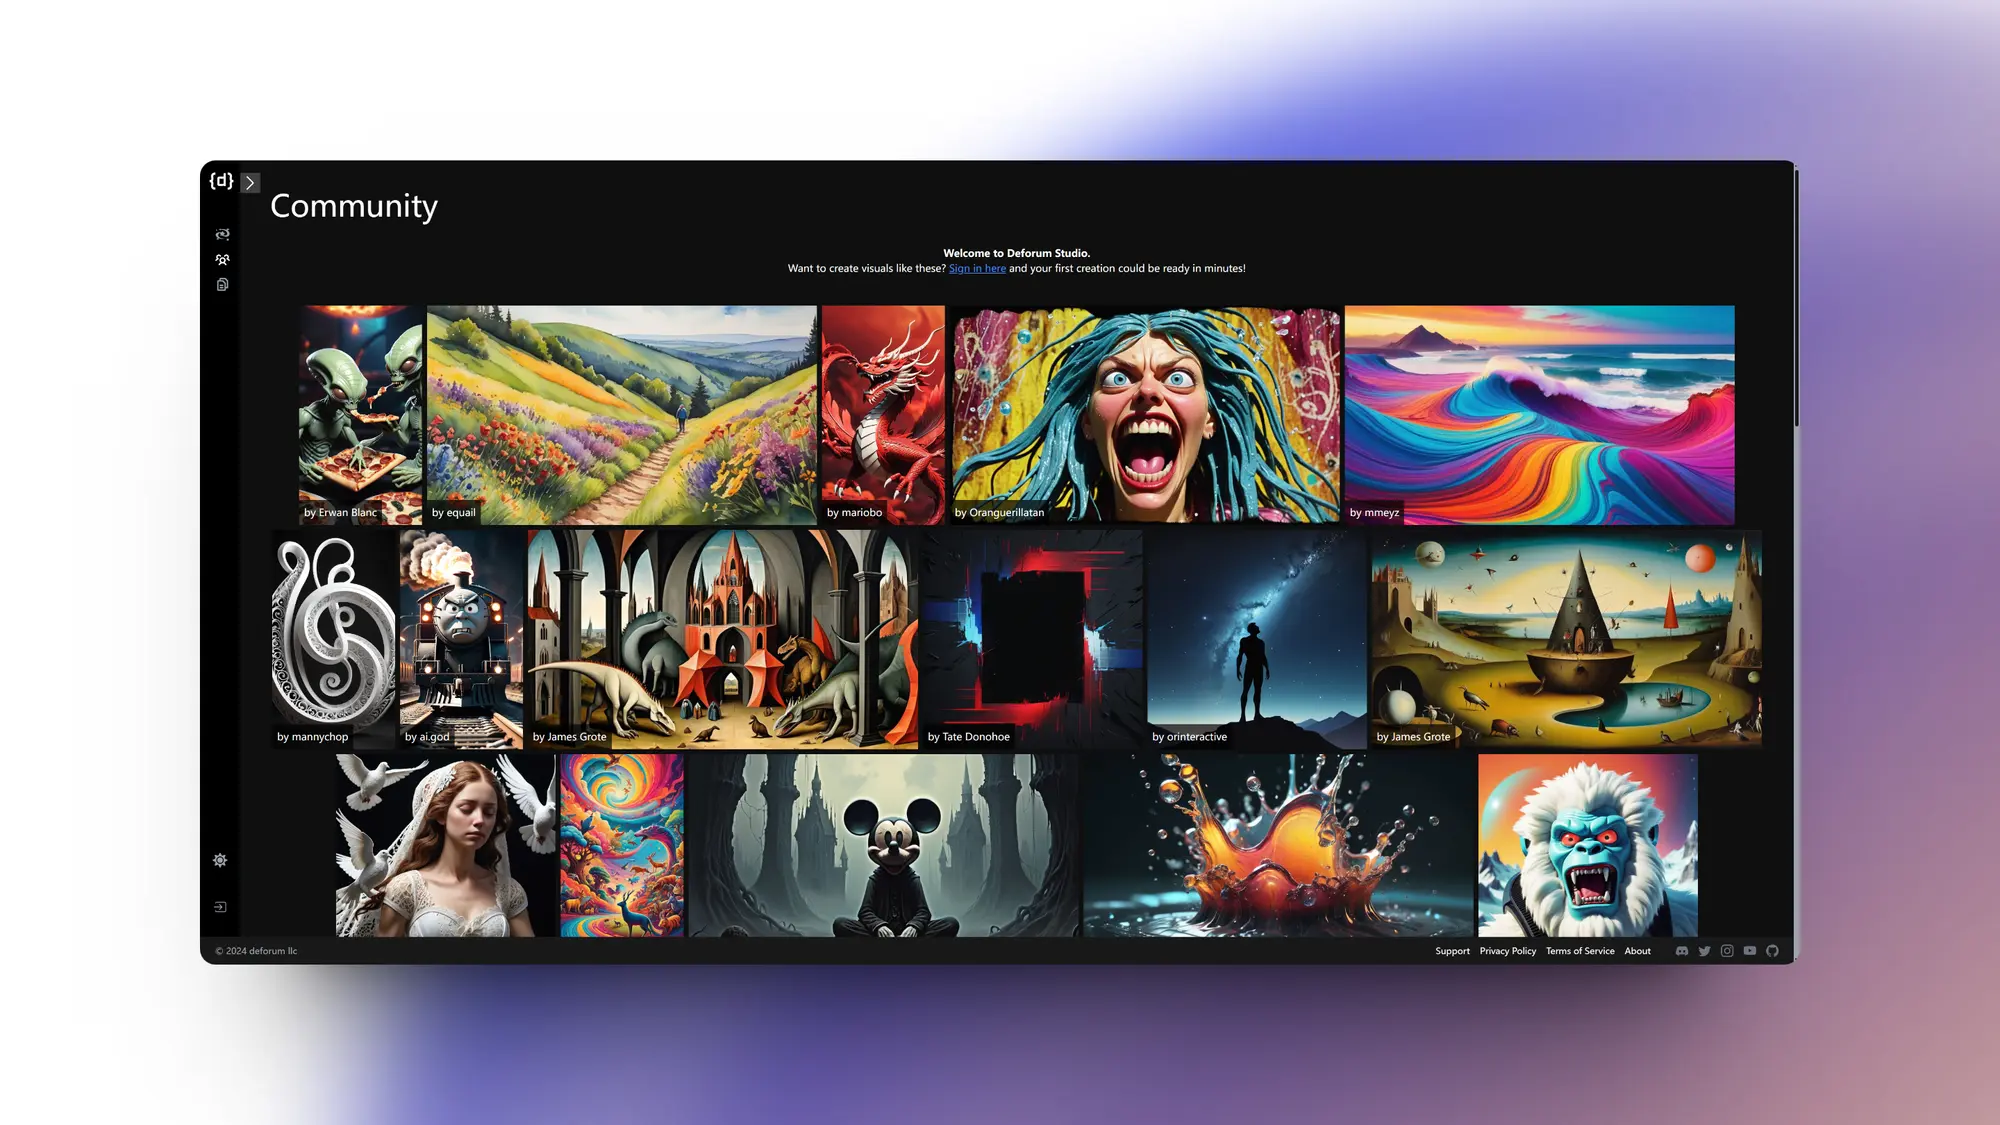 {d}
Community
Welcome to Deforum Studio.
Want to create visuals like these? Sign in here and your first creation could be ready in minutes!
by Erwan Blanc
by equail
by mariobo
by Oranguerillatan
by mmeyz
by mannychop
by ai.god
by James Grote
by Tate Donohoe
by orinteractive
by James Grote
© 2024 deforum llc
Support
Privacy Policy
Terms of Service
About